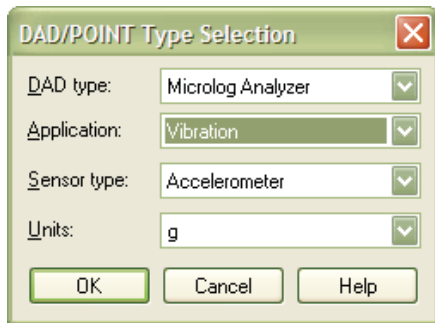 DAD/POINT Type Selection
DAD type: Microlog Analyzer
Application: Vibration
Sensor type: Accelerometer
Units: g
OK Cancel Help